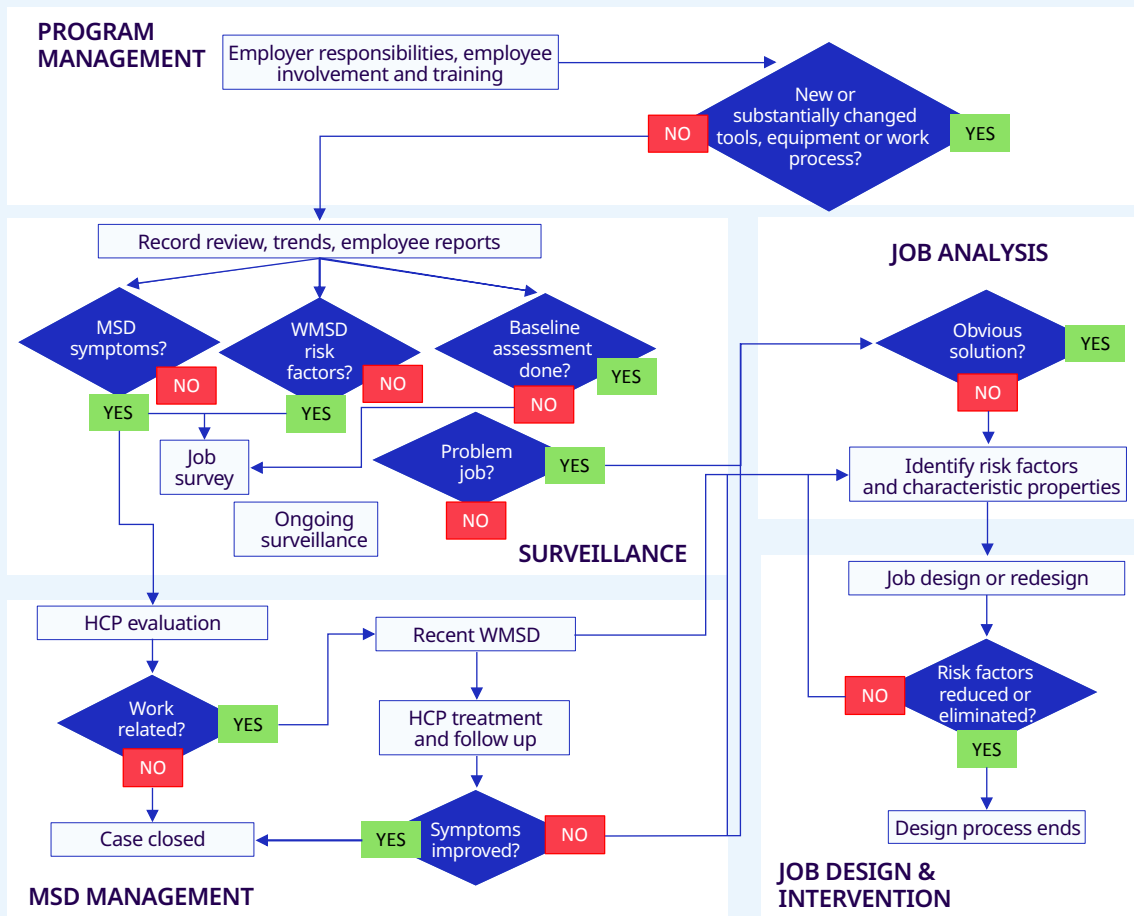 PROGRAM
MANAGEMENT
Employer responsibilities, employee
involvement and training
New or
substantially changed
tools, equipment or work
process?
NO
YES
Record review, trends, employee reports
MSD
symptoms?
NO
YES
WMSD
risk
factors?
NO
YES
Baseline
assessment
done?
YES
NO
Job
survey
Problem
job?
YES
NO
Ongoing
surveillance
SURVEILLANCE
JOB ANALYSIS
Obvious
solution?
YES
NO
Identify risk factors
and characteristic properties
HCP evaluation
Work
related?
YES
NO
Case closed
Recent WMSD
HCP treatment
and follow up
Symptoms
improved?
YES
NO
MSD MANAGEMENT
Job design or redesign
Risk factors
reduced or
eliminated?
NO
YES
Design process ends
JOB DESIGN &
INTERVENTION